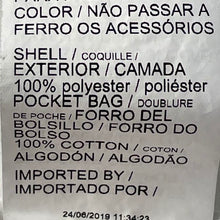 COLOR / NÃO PASSAR A
FERRO OS ACESSÓRIOS
SHELL / COQUILLE /
EXTERIOR / CAMADA
100% polyester / poliéster
POCKET BAG / DOUBLURE
DE POCHE / FORRO DEL
BOLSILLO / FORRO DO
BOLSO
100% COTTON / COTON /
ALGODÓN / ALGODÃO
IMPORTED BY /
IMPORTADO POR /
24/06/2019 11:34:23